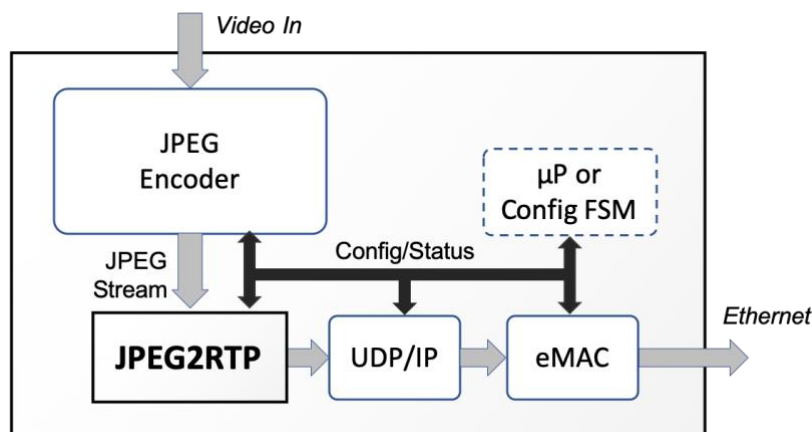 Video In
JPEG
Encoder
µP or
Config FSM
Config/Status
JPEG
Stream
Ethernet
JPEG2RTP
UDP/IP
eMAC